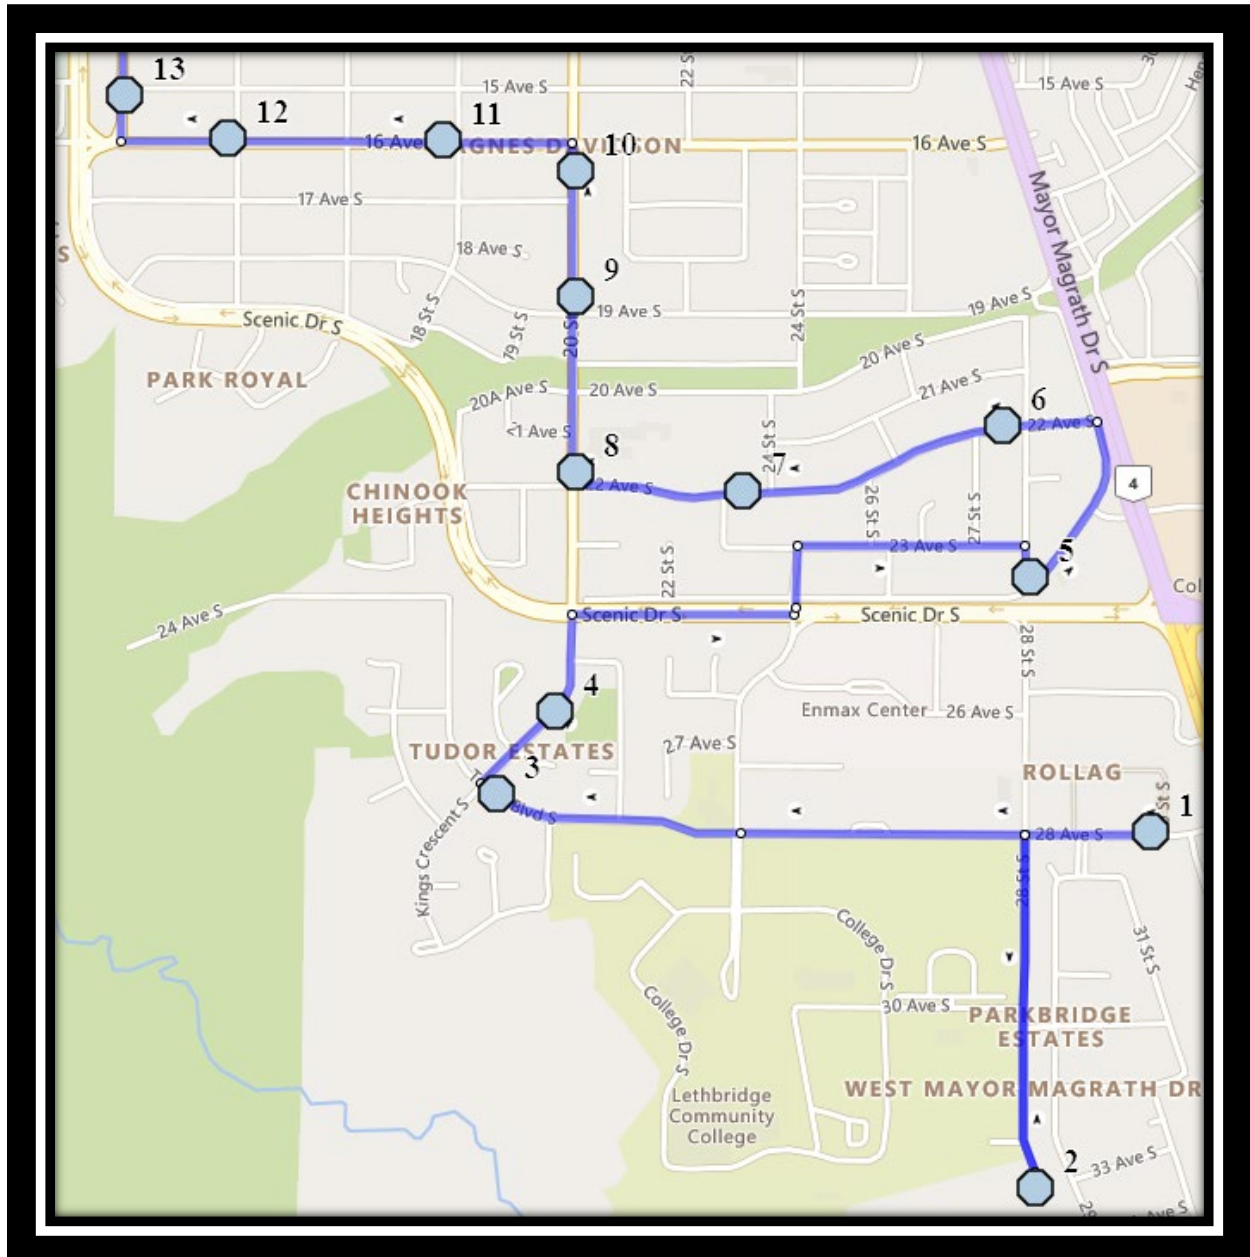 13
22 S
15 Ave S
15 Ave S
12
11
10
16 Ave
AGNES DAVIDSON
16 Ave S
17 Ave S
Mayor Magrath Dr S
18 Ave S
S
9
19 Ave S
19 Ave S
18 St S
19 St S
20 St
24 St S
Scenic Dr S
PARK ROYAL
20 Ave S
20A Ave S
20 Ave S
21 Ave S
6
22 Ave S
<1 Ave S
8
24 St S
7
22 Ave S
4
CHINOOK
HEIGHTS
26 St S
27 St S
23 Ave S
5
22 St S
Col
Scenic Dr S
Scenic Dr S
24 Ave S
28 St S
4
Enmax Center
26 Ave S
TUDOR ESTATES
27 Ave S
3
ROLLAG
Blvd S
St S
1
28 Ave S
Kings Crescent S
28 St S
College Dr S
31 St S
College Dr S
30 Ave S
PARKBRIDGE
ESTATES
WEST MAYOR MAGRATH DR
Lethbridge
Community
College
2
33 Ave S
Ave S